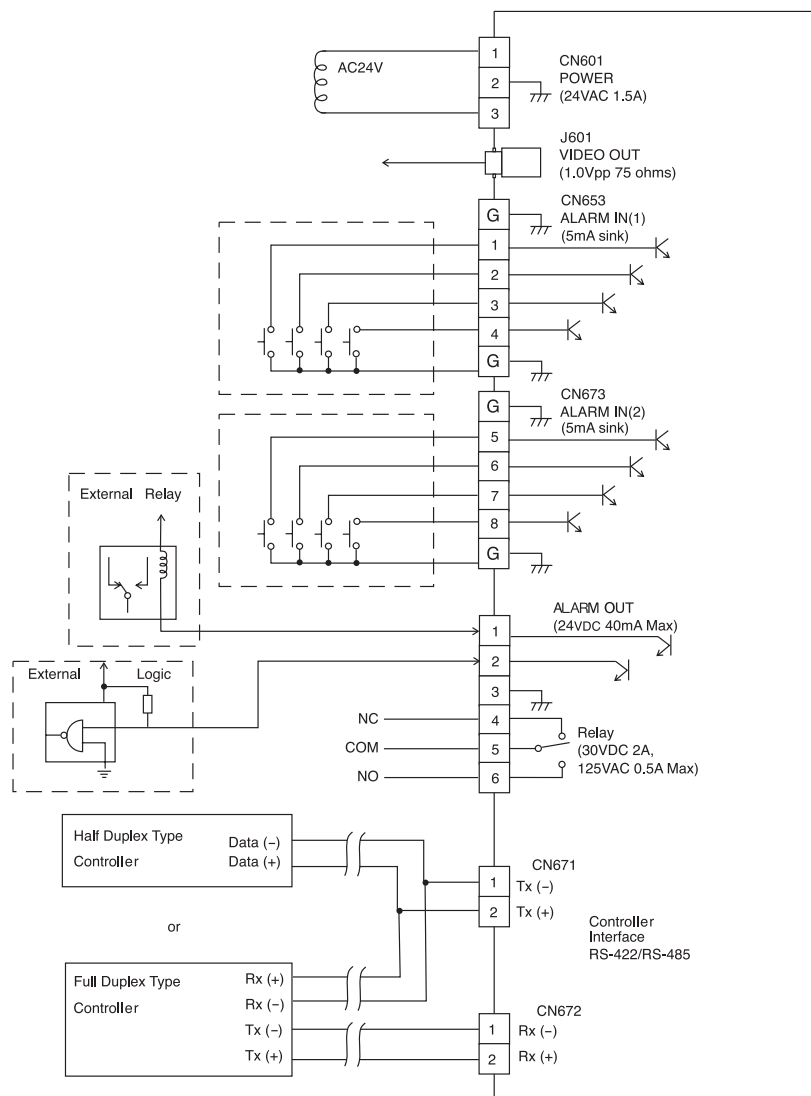 AC24V
1
2
3
CN601
POWER
(24VAC 1.5A)
J601
VIDEO OUT
(1.0Vpp 75 ohms)
G
1
2
3
4
G
CN653
ALARM IN(1)
(5mA sink)
G
5
6
7
8
G
CN673
ALARM IN(2)
(5mA sink)
External Relay
External Logic
1
2
3
4
5
6
ALARM OUT
(24VDC 40mA Max)
NC
COM
NO
Relay
(30VDC 2A,
125VAC 0.5A Max)
Half Duplex Type
Controller
Data (−)
Data (+)
or
Full Duplex Type
Controller
Rx (+)
Rx (−)
Tx (−)
Tx (+)
CN671
1 Tx (−)
2 Tx (+)
Controller
Interface
RS-422/RS-485
CN672
1 Rx (−)
2 Rx (+)